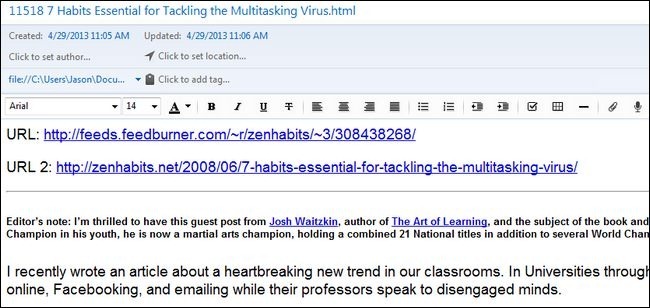 11518 7 Habits Essential for Tackling the Multitasking Virus.html
Created: 4/29/2013 11:05 AM Updated: 4/29/2013 11:06 AM
Click to set author... Click to set location...
file://C:\Users\Jason\Docu... Click to add tag...
Arial 14 A B I U T
URL: http://feeds.feedburner.com/~r/zenhabits/~3/308438268/
URL 2: http://zenhabits.net/2008/06/7-habits-essential-for-tackling-the-multitasking-virus/
Editor's note: I'm thrilled to have this guest post from Josh Waitzkin, author of The Art of Learning, and the subject of the book and
Champion in his youth, he is now a martial arts champion, holding a combined 21 National titles in addition to several World Cham
I recently wrote an article about a heartbreaking new trend in our classrooms. In Universities through
online, Facebooking, and emailing while their professors speak to disengaged minds.